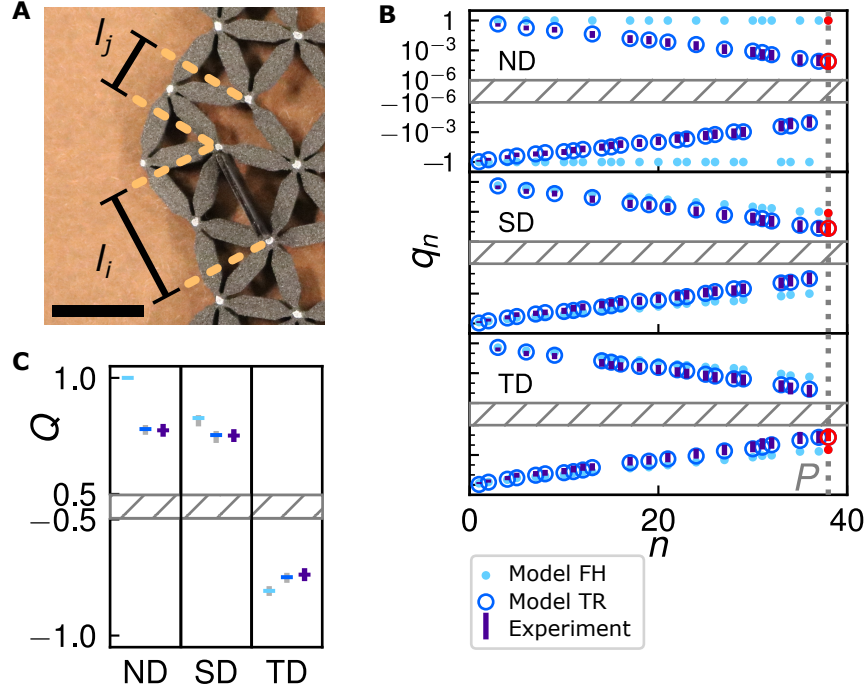 A
l_j
l_i
B
1
10^{-3}
10^{-6}
−10^{-6}
−10^{-3}
−1
q_n
ND
SD
TD
P
0
20
40
n
C
1.0
0.5
−0.5
−1.0
Q
ND SD TD
Model FH
Model TR
Experiment